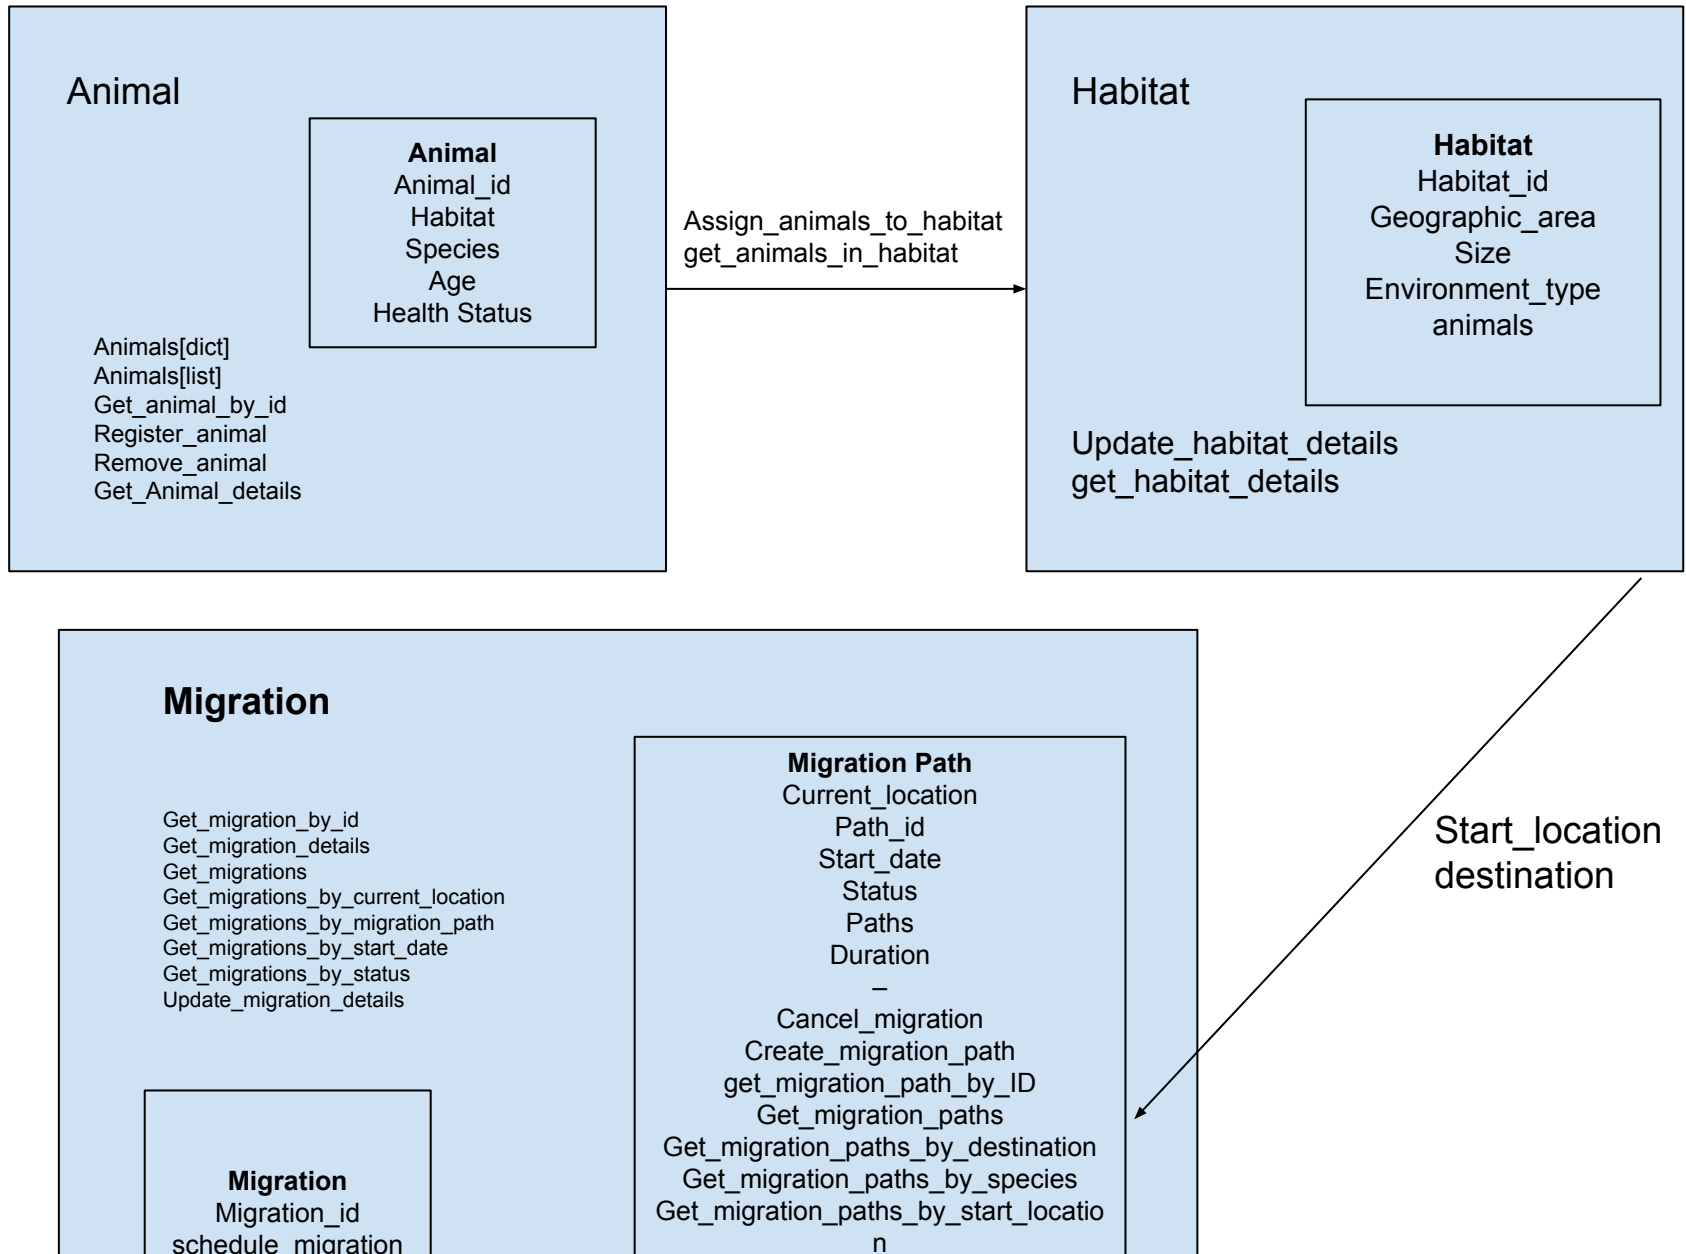 Animal
Animal
Animal_id
Habitat
Species
Age
Health Status
Animals[dict]
Animals[list]
Get_animal_by_id
Register_animal
Remove_animal
Get_Animal_details
Assign_animals_to_habitat
get_animals_in_habitat
Habitat
Habitat
Habitat_id
Geographic_area
Size
Environment_type
animals
Update_habitat_details
get_habitat_details
Start_location
destination
Migration
Get_migration_by_id
Get_migration_details
Get_migrations
Get_migrations_by_current_location
Get_migrations_by_migration_path
Get_migrations_by_start_date
Get_migrations_by_status
Update_migration_details
Migration
Migration_id
schedule_migration
Migration Path
Current_location
Path_id
Start_date
Status
Paths
Duration
–
Cancel_migration
Create_migration_path
get_migration_path_by_ID
Get_migration_paths
Get_migration_paths_by_destination
Get_migration_paths_by_species
Get_migration_paths_by_start_locatio
n